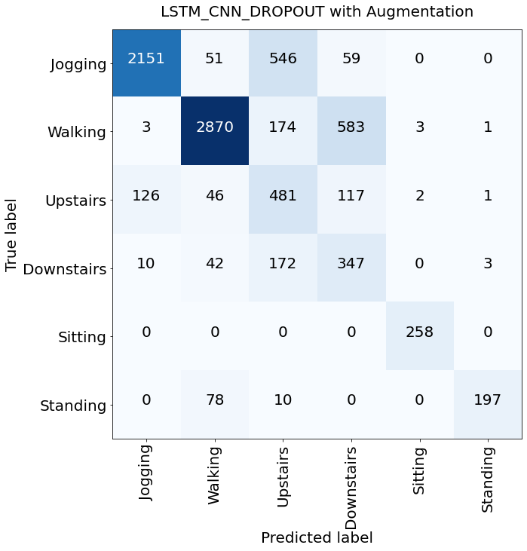 LSTM_CNN_DROPOUT with Augmentation
True label
Jogging 2151 51 546 59 0 0
Walking 3 2870 174 583 3 1
Upstairs 126 46 481 117 2 1
Downstairs 10 42 172 347 0 3
Sitting 0 0 0 0 258 0
Standing 0 78 10 0 0 197
Jogging Walking Upstairs Downstairs Sitting Standing
Predicted label